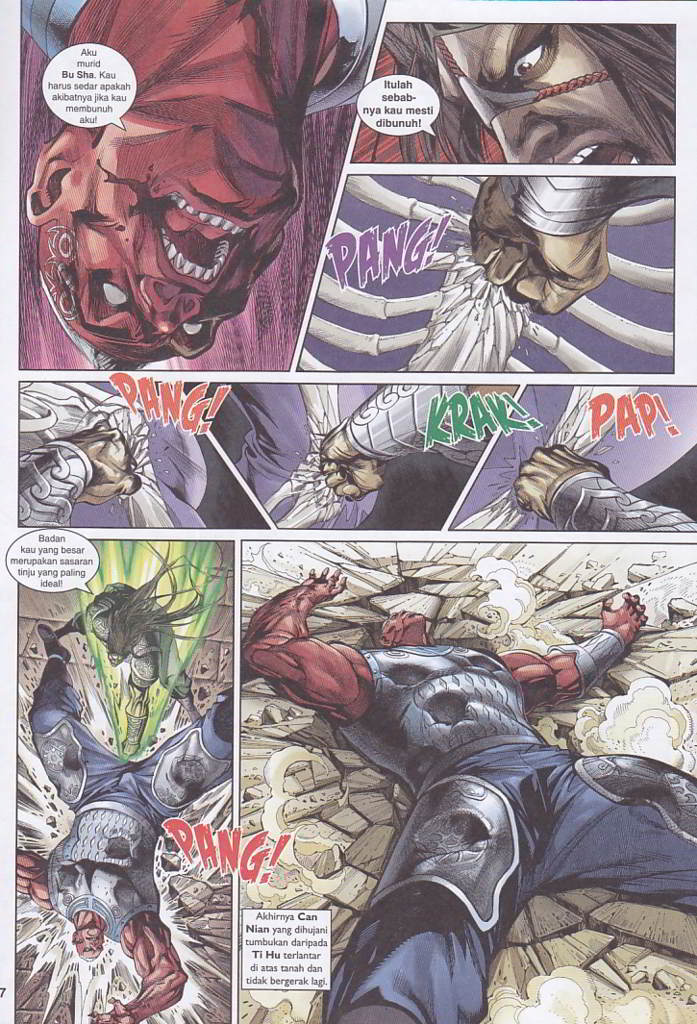 Aku
murid
Bu Sha. Kau
harus sedar apakah
akibatnya jika kau
membunuh
aku!
Itulah
sebab-
nya kau mesti
dibunuh!
PANG!
PANG!
KRAK!
PAP!
Badan
kau yang besar
merupakan sasaran
tinju yang paling
ideal!
PANG!
Akhirnya Can
Nian yang dihujani
tumbukan daripada
Ti Hu terlantar
di atas tanah dan
tidak bergerak lagi.
7